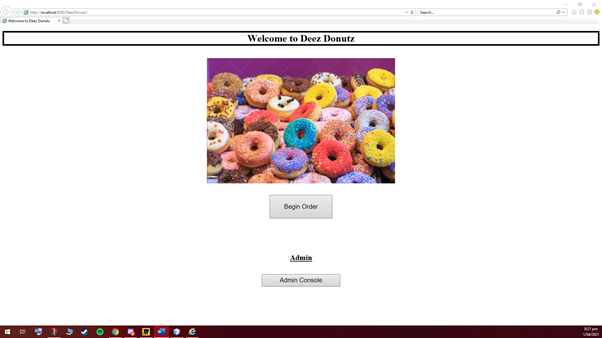 http://localhost:8080/DeezDonutz/
Search...
Welcome to Deez Donutz
Welcome to Deez Donutz
Begin Order
Admin
Admin Console
8:25 pm
1/06/2021